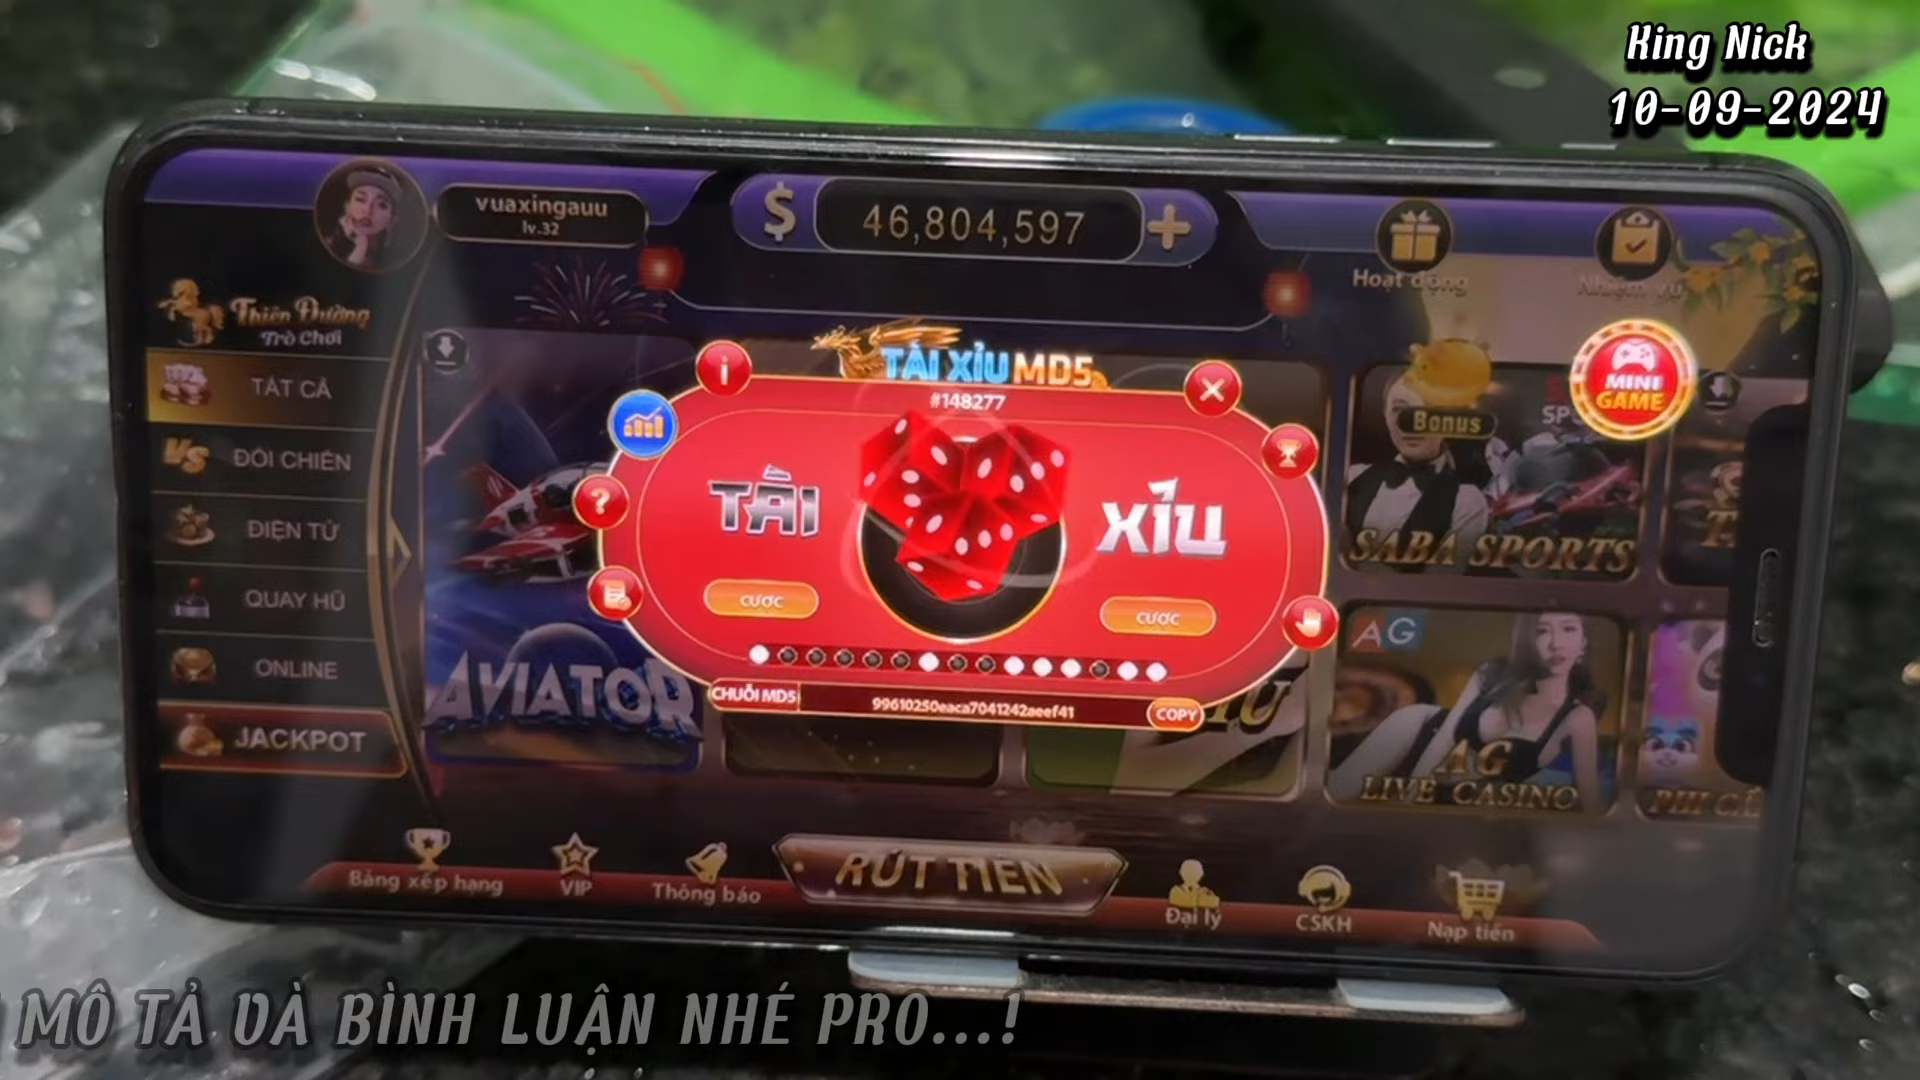 King Nick
10-09-2024
vuaxingauu
lv.32
$ 46,804,597 +
Hoạt động
Nhiệm vụ
Thiên Đường
Trò Chơi
TẤT CẢ
ĐỐI CHIẾN
VS
ĐIỆN TỬ
QUAY HŨ
ONLINE
JACKPOT
TÀI XỈU MD5
#148277
TÀI
XỈU
CƯỢC
CƯỢC
CHUỖI MD5
99610250eaca7041242aeef41
COPY
MINI
GAME
Bonus
SABA SPORTS
AVIATOR
AG
AG
LIVE CASINO
Bảng xếp hạng
VIP
Thông báo
RÚT TIỀN
Đại lý
CSKH
Nạp tiền
MÔ TẢ VÀ BÌNH LUẬN NHÉ PRO...!